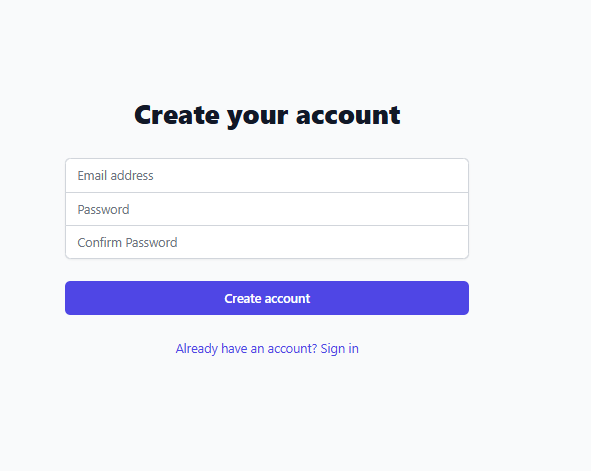 Create your account
Email address
Password
Confirm Password
Create account
Already have an account? Sign in